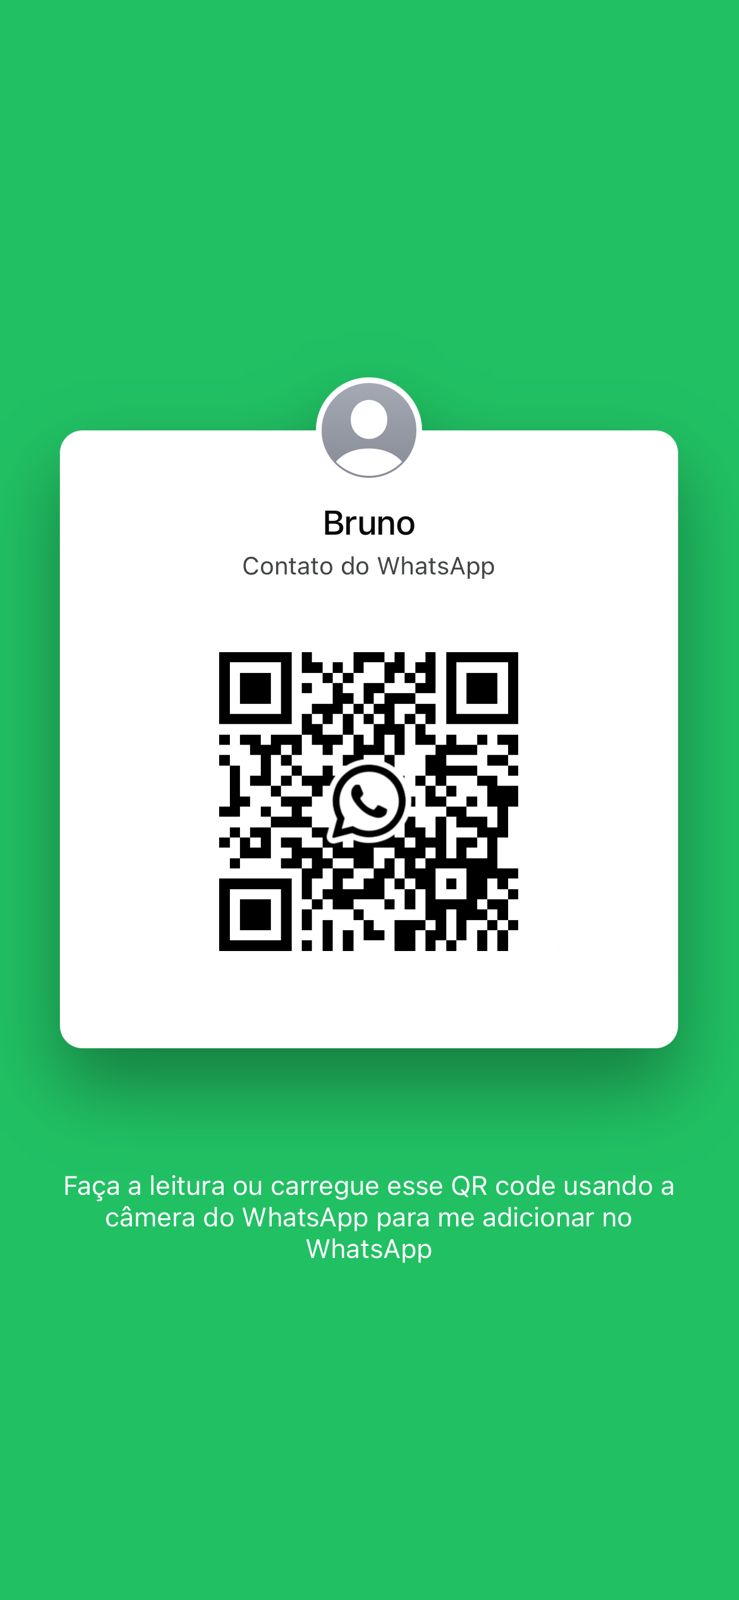 Bruno
Contato do WhatsApp
Faça a leitura ou carregue esse QR code usando a
câmera do WhatsApp para me adicionar no
WhatsApp